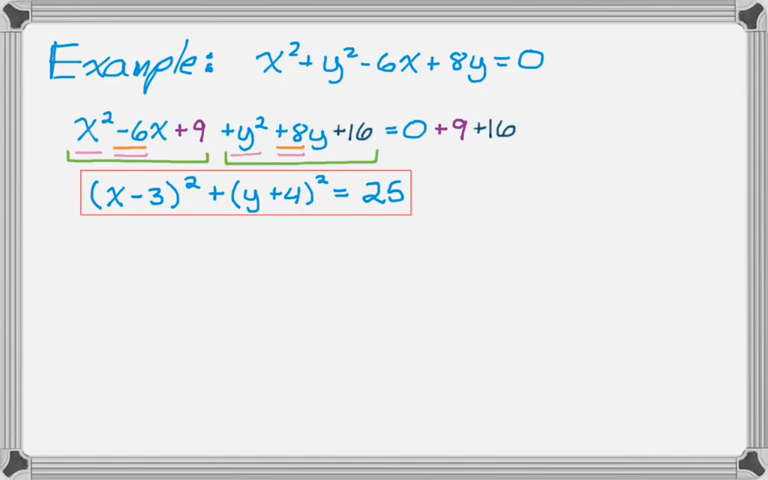 Example: x² + y² - 6x + 8y = 0
x² - 6x + 9 + y² + 8y + 16 = 0 + 9 + 16
(x - 3)² + (y + 4)² = 25